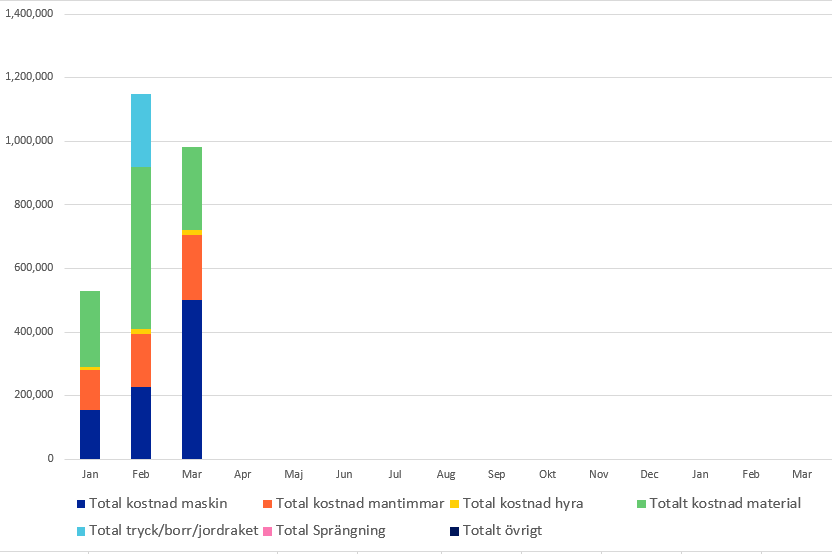 1,400,000
1,200,000
1,000,000
800,000
600,000
400,000
200,000
0
Jan Feb Mar Apr Maj Jun Jul Aug Sep Okt Nov Dec Jan Feb Mar
Total kostnad maskin Total kostnad mantimmar Total kostnad hyra Totalt kostnad material
Total tryck/borr/jordraket Total Sprängning Totalt övrigt